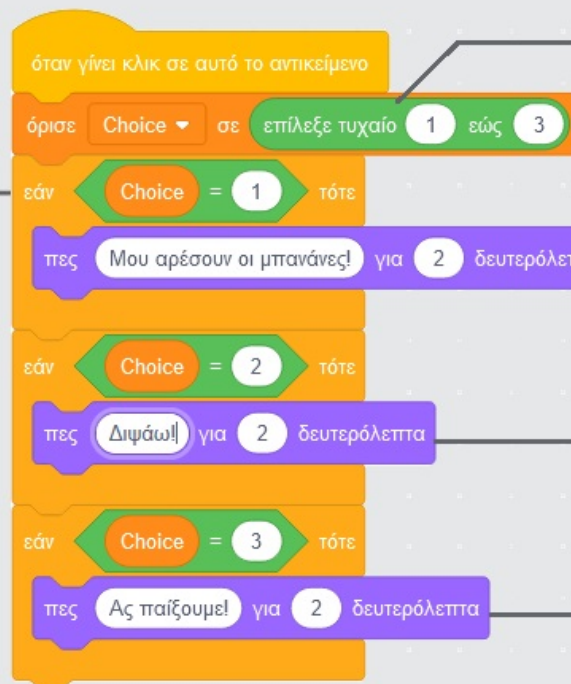 όταν γίνει κλικ σε αυτό το αντικείμενο
όρισε Choice σε επίλεξε τυχαίο 1 εώς 3
εάν Choice = 1 τότε
πες Μου αρέσουν οι μπανάνες! για 2 δευτερόλεπ
εάν Choice = 2 τότε
πες Διψάω! για 2 δευτερόλεπτα
εάν Choice = 3 τότε
πες Ας παίξουμε! για 2 δευτερόλεπτα